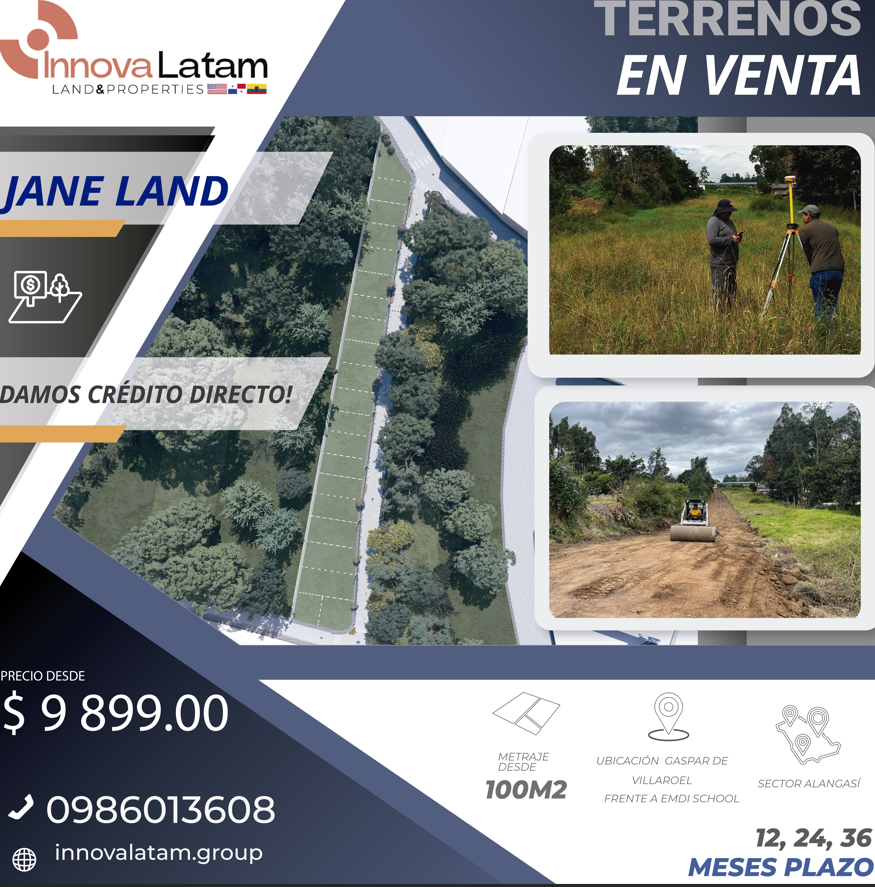 InnovaLatam
LAND&PROPERTIES
TERRENOS
EN VENTA
JANE LAND
DAMOS CRÉDITO DIRECTO!
PRECIO DESDE
$ 9 899.00
0986013608
innovalatam.group
METRAJE
DESDE
100M2
UBICACIÓN GASPAR DE
VILLAROEL
FRENTE A EMDI SCHOOL
SECTOR ALANGASÍ
12, 24, 36
MESES PLAZO